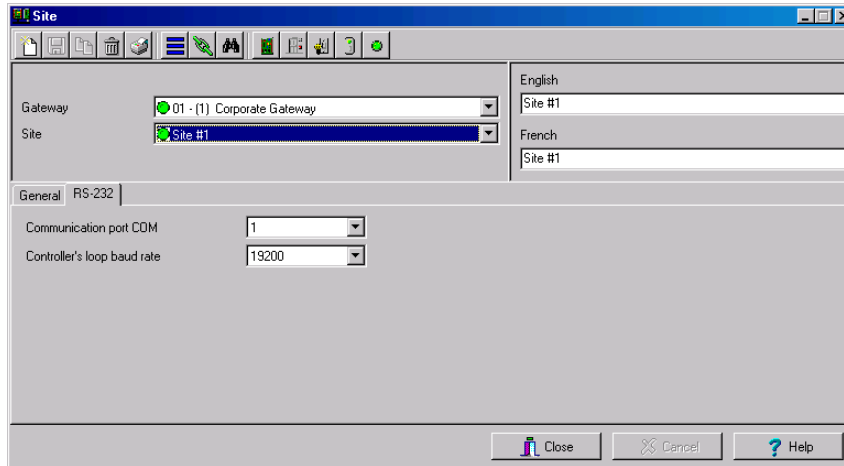 Site
English
Gateway
01 - (1) Corporate Gateway
Site #1
Site
Site #1
French
Site #1
General
RS-232
Communication port COM
1
Controller's loop baud rate
19200
Close
Cancel
? Help